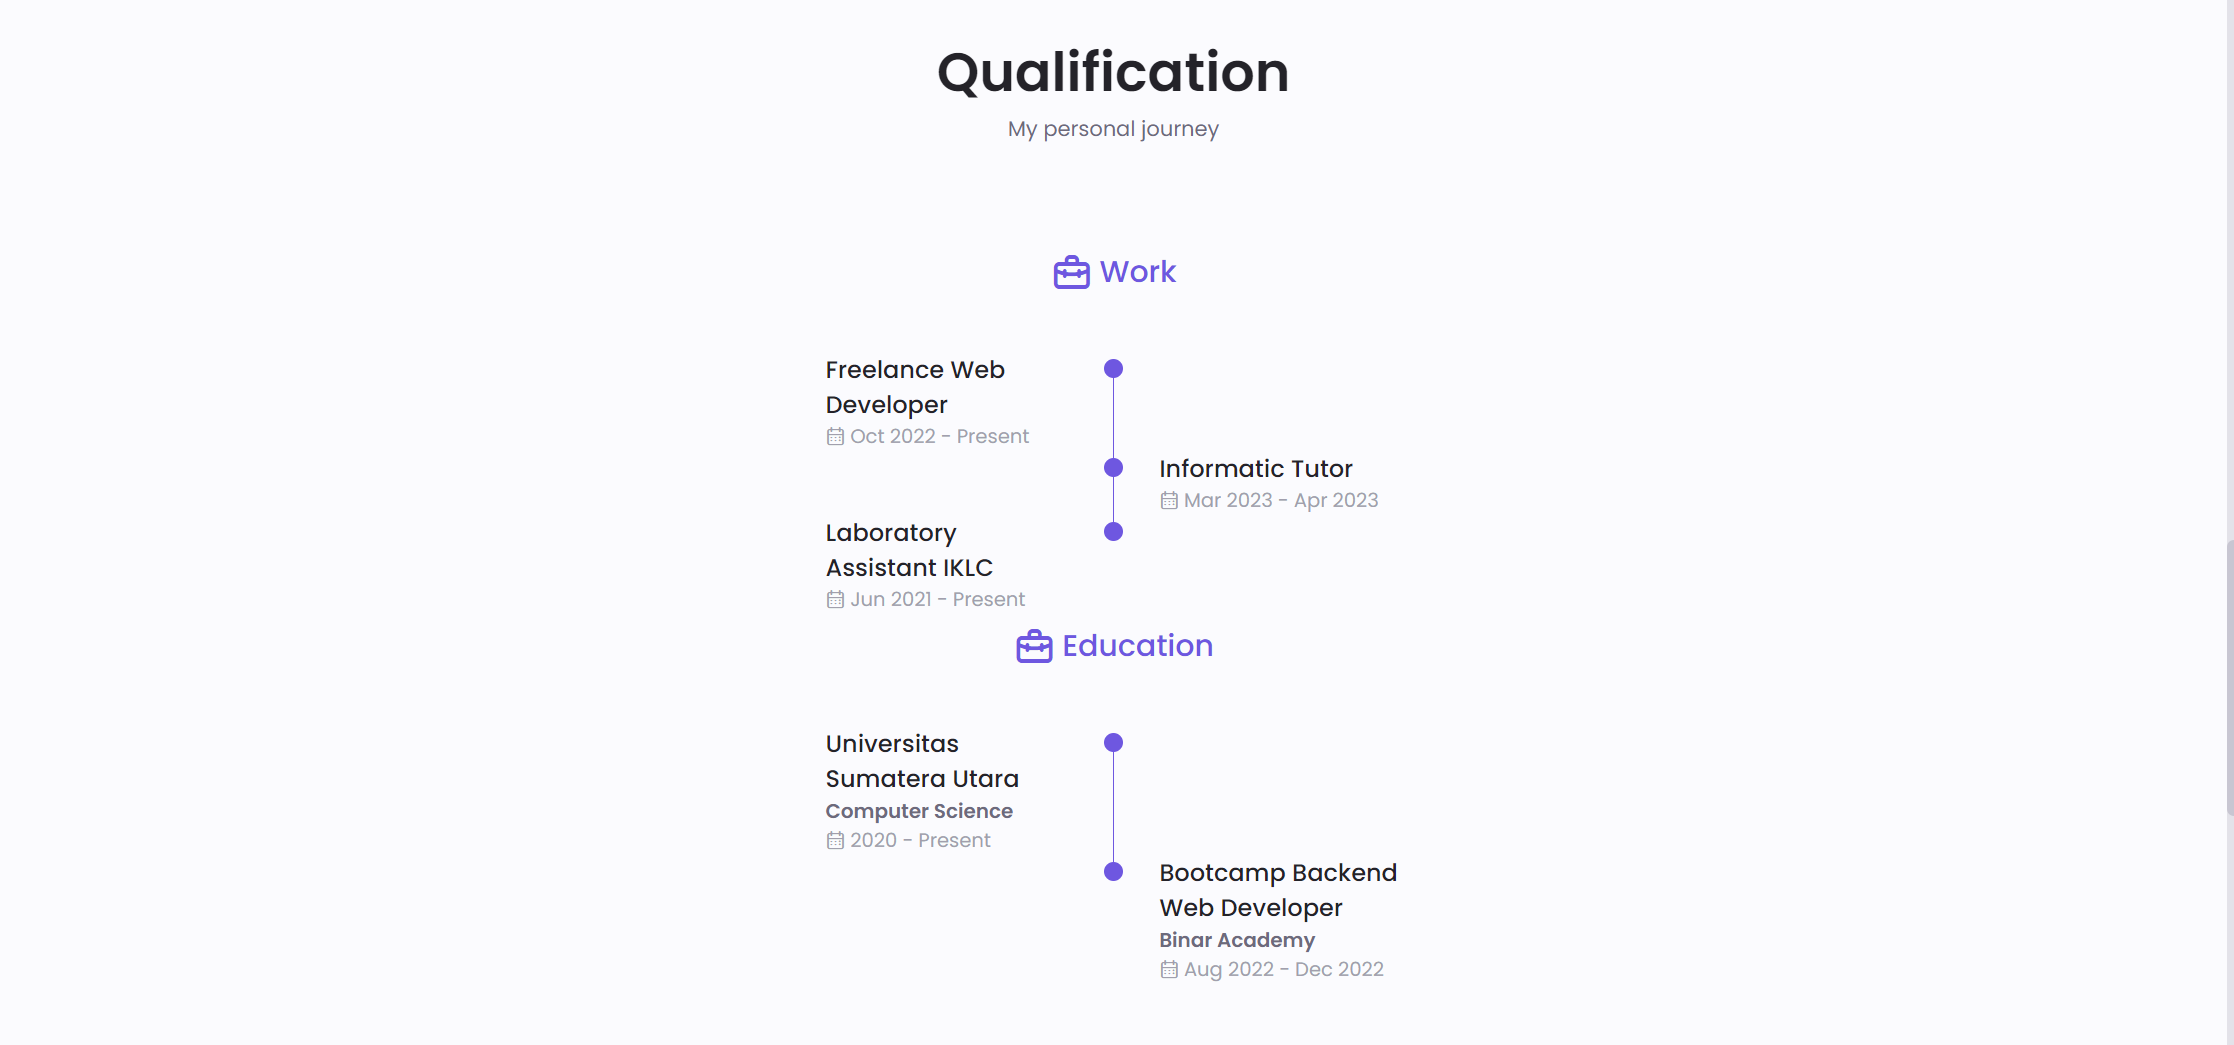 Qualification
My personal journey
Work
Freelance Web
Developer
Oct 2022 - Present
Informatic Tutor
Mar 2023 - Apr 2023
Laboratory
Assistant IKLC
Jun 2021 - Present
Education
Universitas
Sumatera Utara
Computer Science
2020 - Present
Bootcamp Backend
Web Developer
Binar Academy
Aug 2022 - Dec 2022